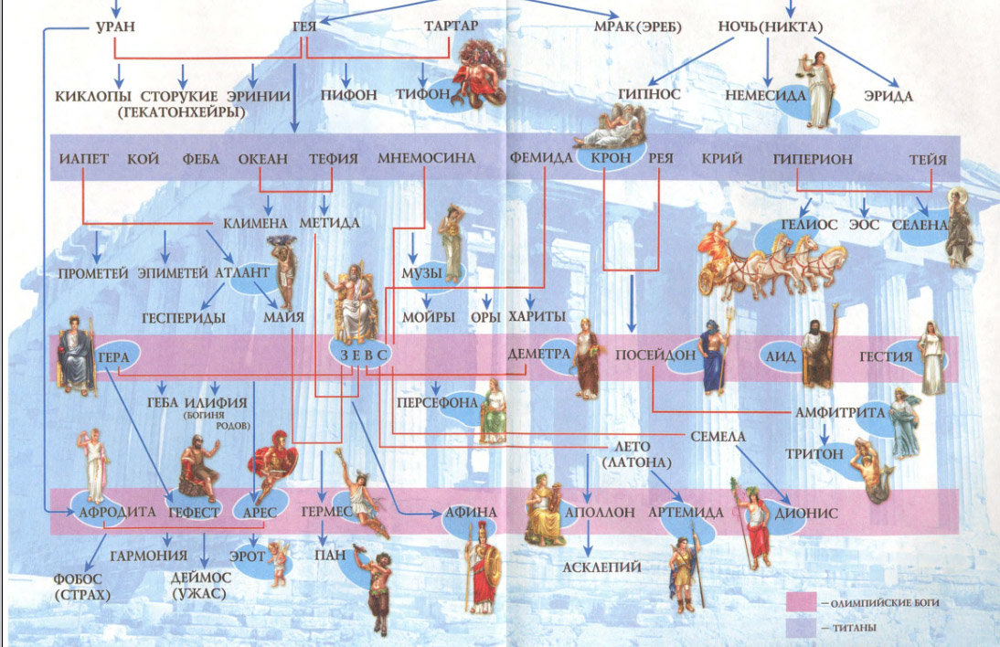 УРАН ГЕЯ ТАРТАР МРАК(ЭРЕБ) НОЧЬ(НИКТА)
КИКЛОПЫ СТОРУКИЕ ЭРИНИИ ПИФОН ТИФОН ГИПНОС НЕМЕСИДА ЭРИДА
(ГЕКАТОНХЕЙРЫ)
ИАПЕТ КОЙ ФЕБА ОКЕАН ТЕФИЯ МНЕМОСИНА ФЕМИДА КРОН РЕЯ КРИЙ ГИПЕРИОН ТЕЙЯ
КЛИМЕНА МЕТИДА ГЕЛИОС ЭОС СЕЛЕНА
ПРОМЕТЕЙ ЭПИМЕТЕЙ АТЛАНТ МУЗЫ
ГЕСПЕРИДЫ МАЙЯ МОЙРЫ ОРЫ ХАРИТЫ
ГЕРА ЗЕВС ДЕМЕТРА ПОСЕЙДОН АИД ГЕСТИЯ
ГЕБА ИЛИФИЯ ПЕРСЕФОНА АМФИТРИТА
(БОГИНЯ
РОДОВ)
СЕМЕЛА
ЛЕТО ТРИТОН
(ЛАТОНА)
АФРОДИТА ГЕФЕСТ АРЕС ГЕРМЕС АФИНА АПОЛЛОН АРТЕМИДА ДИОНИС
ГАРМОНИЯ ЭРОТ ПАН АСКЛЕПИЙ
ФОБОС ДЕЙМОС
(СТРАХ) (УЖАС)
– ОЛИМПИЙСКИЕ БОГИ
– ТИТАНЫ